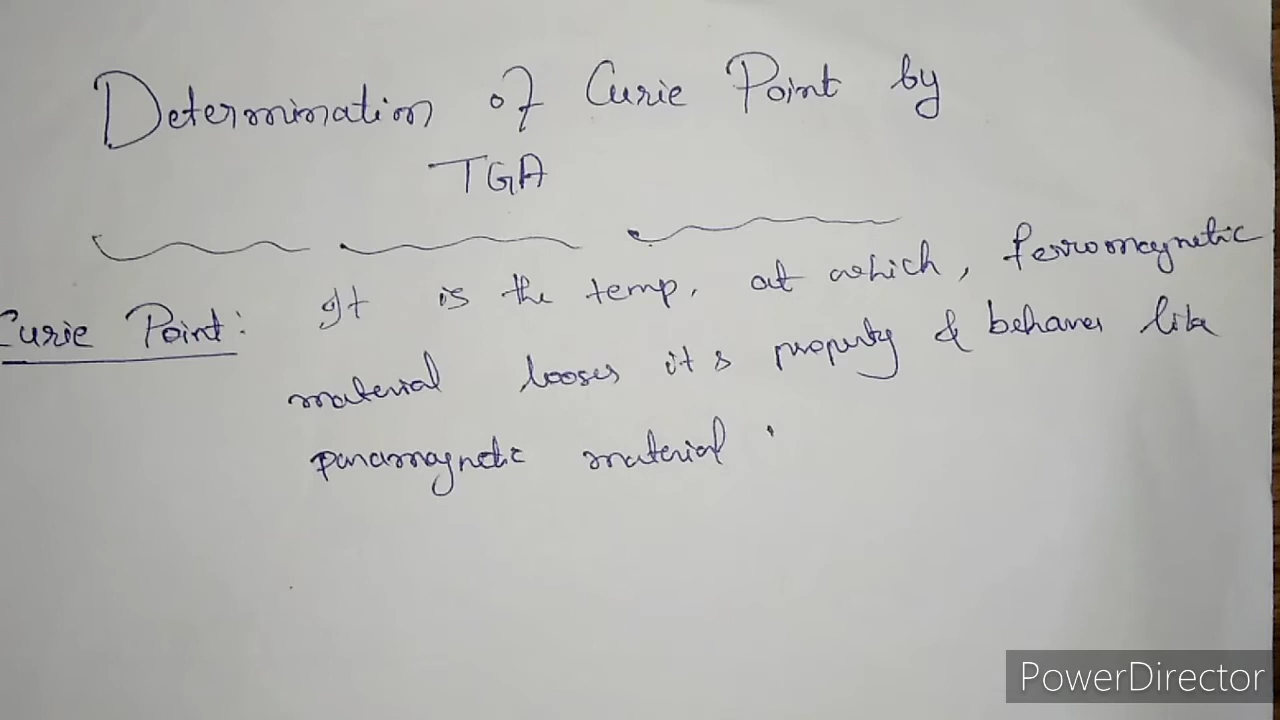 Determination of Curie Point by
TGA
Curie Point: It is the temp. at which, ferromagnetic
material looses it's property & behaves like
paramagnetic material.
PowerDirector